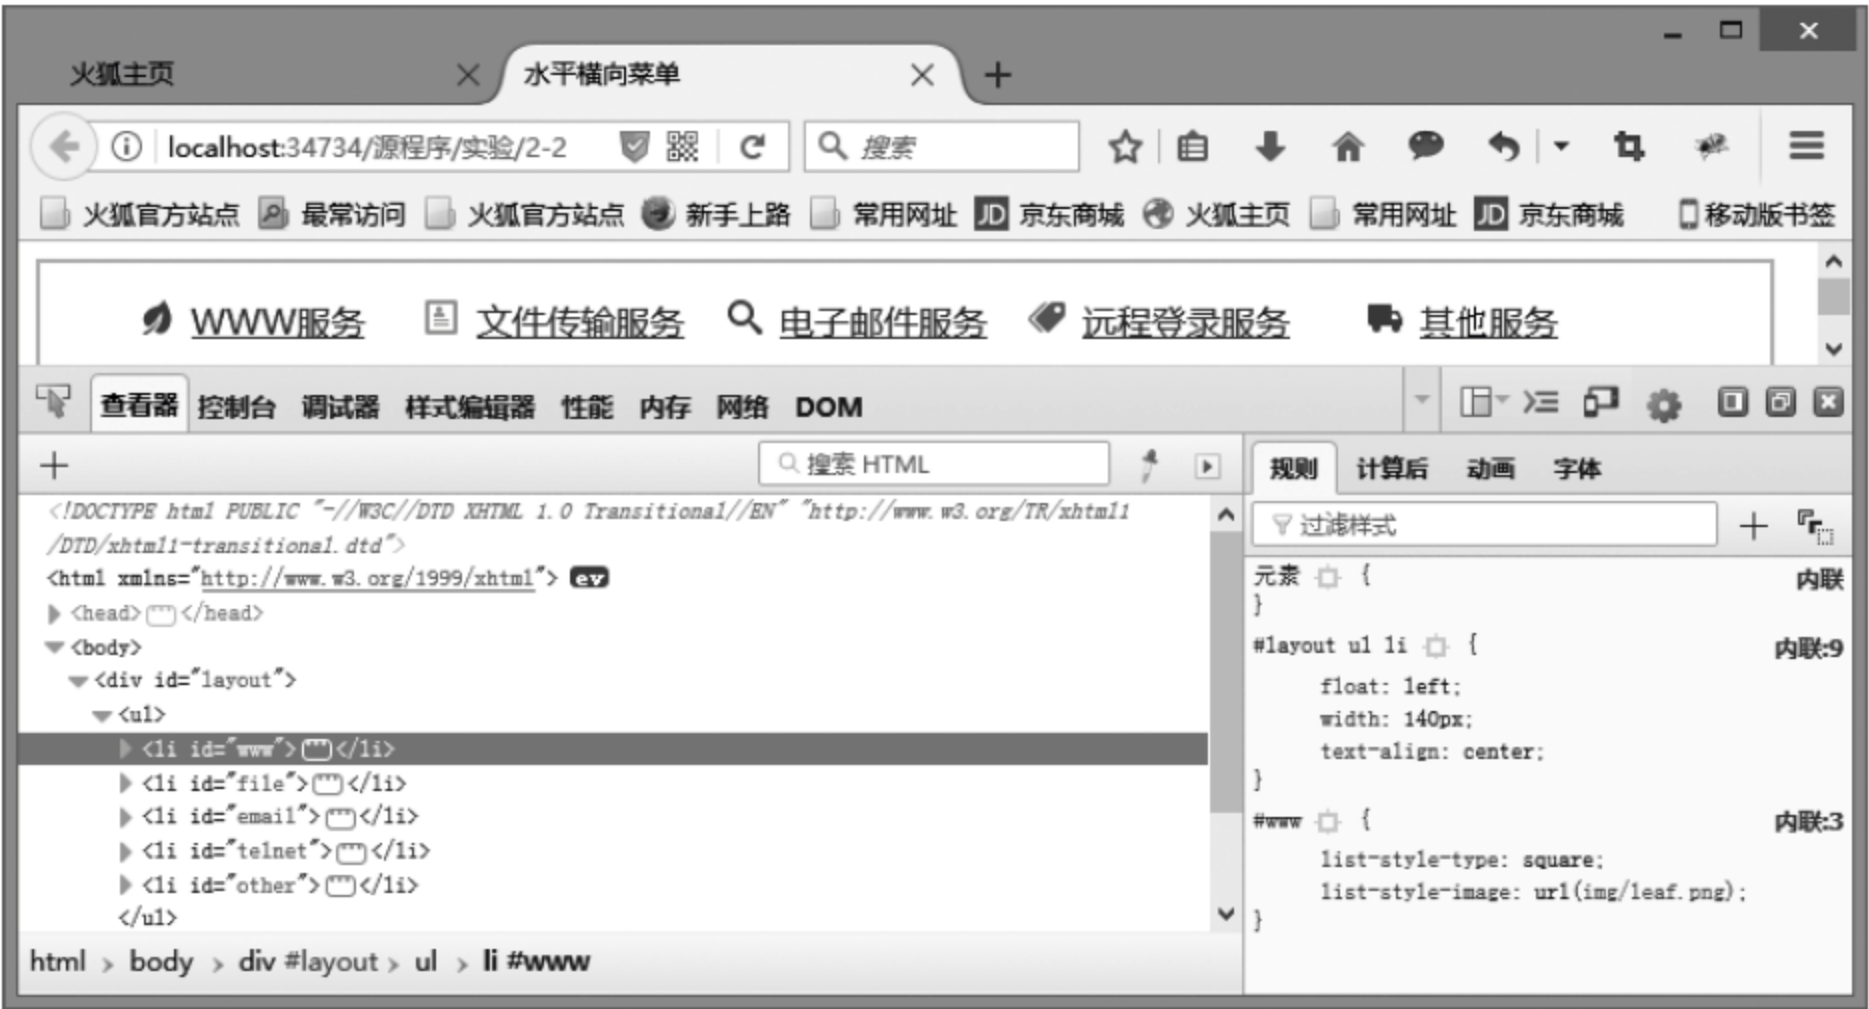 火狐主页 水平横向菜单
localhost:34734/源程序/实验/2-2 搜索
火狐官方站点 最常访问 火狐官方站点 新手上路 常用网址 JD 京东商城 火狐主页 常用网址 JD 京东商城 移动版书签
WWW服务 文件传输服务 电子邮件服务 远程登录服务 其他服务
查看器 控制台 调试器 样式编辑器 性能 内存 网络 DOM
搜索 HTML
<!DOCTYPE html PUBLIC "-//W3C//DTD XHTML 1.0 Transitional//EN" "http://www.w3.org/TR/xhtml1
/DTD/xhtml1-transitional.dtd">
<html xmlns="http://www.w3.org/1999/xhtml"> ev
<head></head>
<body>
<div id="layout">
<ul>
<li id="www"></li>
<li id="file"></li>
<li id="email"></li>
<li id="telnet"></li>
<li id="other"></li>
</ul>
html > body > div #layout > ul > li #www
规则 计算后 动画 字体
过滤样式
元素 { 内联
}
#layout ul li { 内联:9
float: left;
width: 140px;
text-align: center;
}
#www { 内联:3
list-style-type: square;
list-style-image: url(img/leaf.png);
}